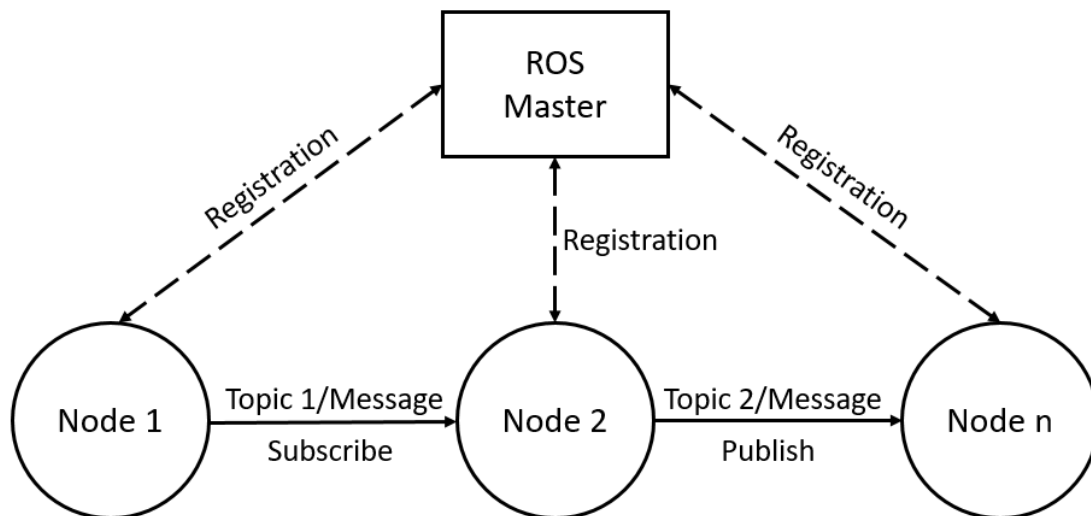 ROS
Master
Registration
Registration
Registration
Node 1
Topic 1/Message
Subscribe
Node 2
Topic 2/Message
Publish
Node n